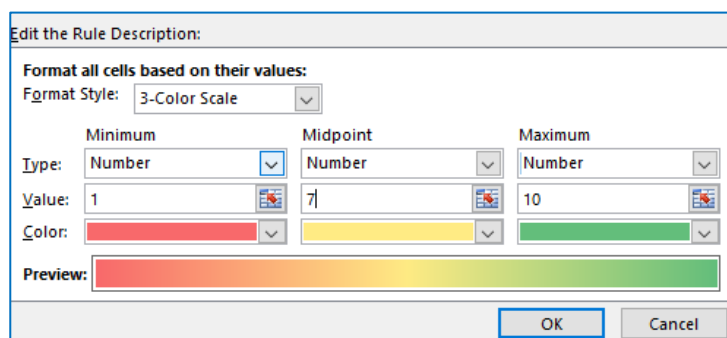 Edit the Rule Description:
Format all cells based on their values:
Format Style: 3-Color Scale
Minimum Midpoint Maximum
Type: Number Number Number
Value: 1 7 10
Color:
Preview:
OK Cancel